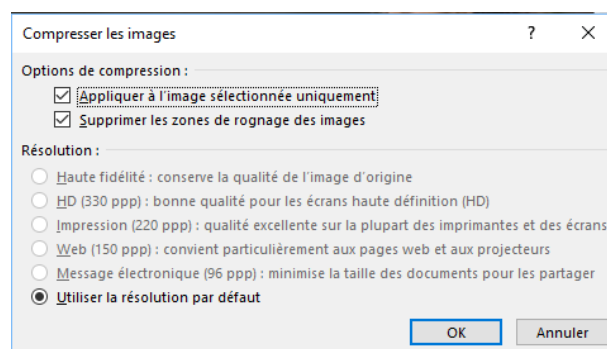 Compresser les images
Options de compression :
Appliquer à l'image sélectionnée uniquement
Supprimer les zones de rognage des images
Résolution :
Haute fidélité : conserve la qualité de l'image d'origine
HD (330 ppp) : bonne qualité pour les écrans haute définition (HD)
Impression (220 ppp) : qualité excellente sur la plupart des imprimantes et des écrans
Web (150 ppp) : convient particulièrement aux pages web et aux projecteurs
Message électronique (96 ppp) : minimise la taille des documents pour les partager
Utiliser la résolution par défaut
OK Annuler